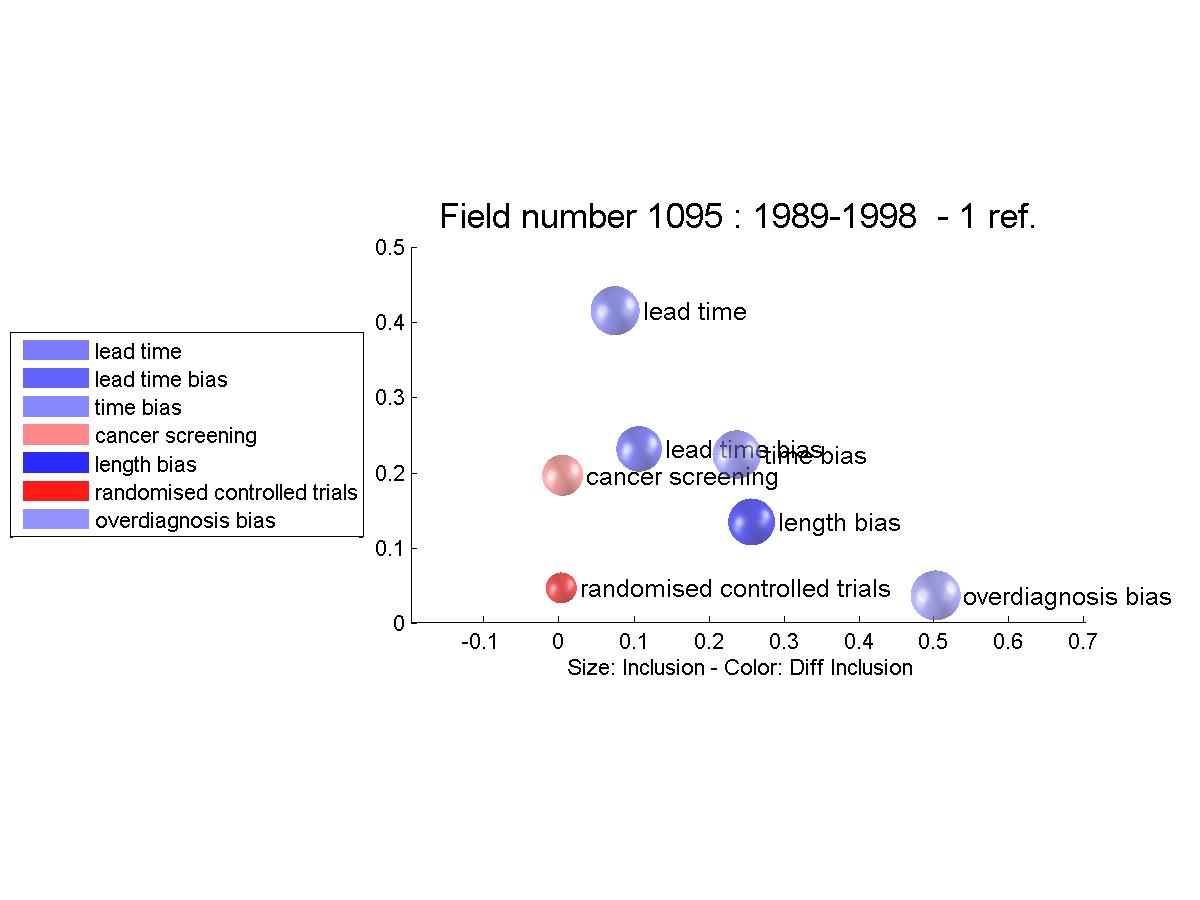 Field number 1095 : 1989-1998 - 1 ref.
0.5
0.4
0.3
0.2
0.1
0
lead time
lead time bias
time bias
cancer screening
length bias
randomised controlled trials
overdiagnosis bias
lead time
lead time bias
time bias
cancer screening
length bias
randomised controlled trials
overdiagnosis bias
-0.1 0 0.1 0.2 0.3 0.4 0.5 0.6 0.7
Size: Inclusion - Color: Diff Inclusion